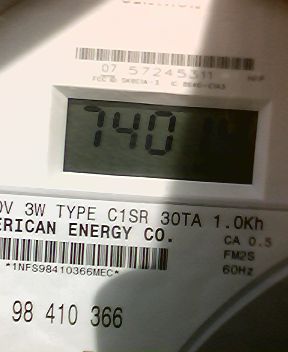 07 57245311
7401
0V 3W TYPE C1SR 30TA 1.0Kh
ERICAN ENERGY CO.
CA 0.5
FM2S
60Hz
*1NFS98410366MEC*
98 410 366